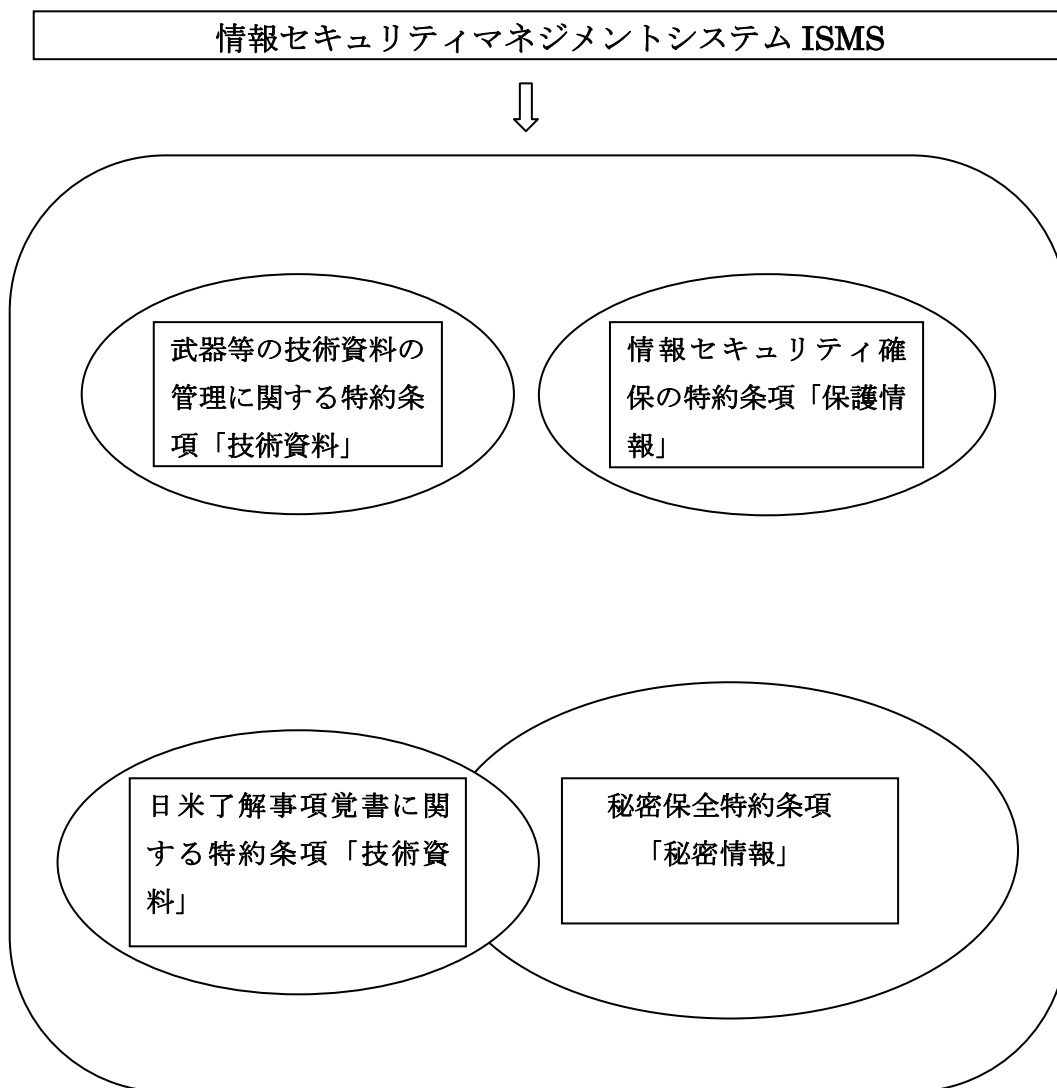 情報セキュリティマネジメントシステム ISMS
武器等の技術資料の
管理に関する特約条
項「技術資料」
情報セキュリティ確
保の特約条項「保護情
報」
日米了解事項覚書に関
する特約条項「技術資
料」
秘密保全特約条項
「秘密情報」